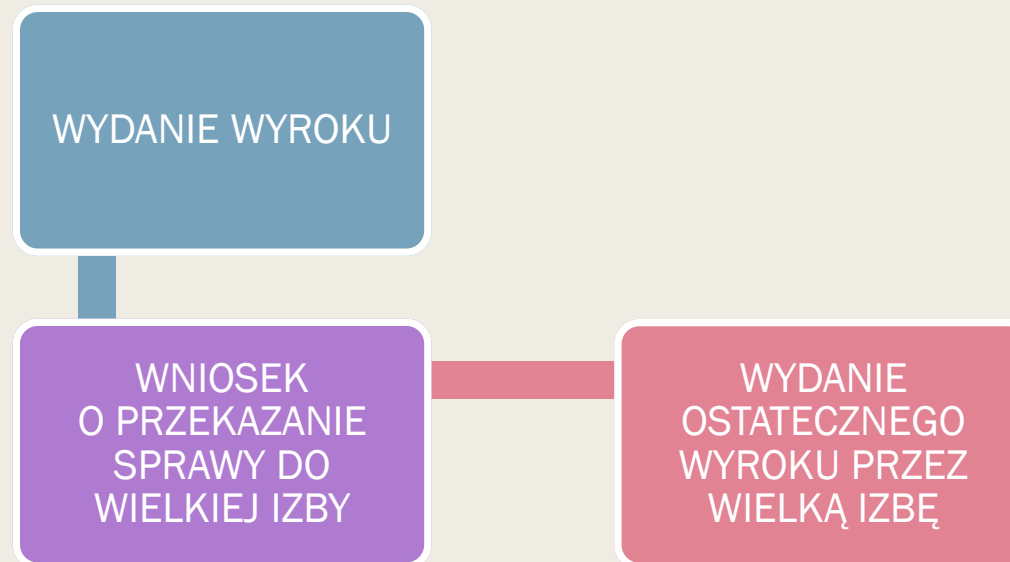 WYDANIE WYROKU
WNIOSEK
O PRZEKAZANIE
SPRAWY DO
WIELKIEJ IZBY
WYDANIE
OSTATECZNEGO
WYROKU PRZEZ
WIELKĄ IZBĘ